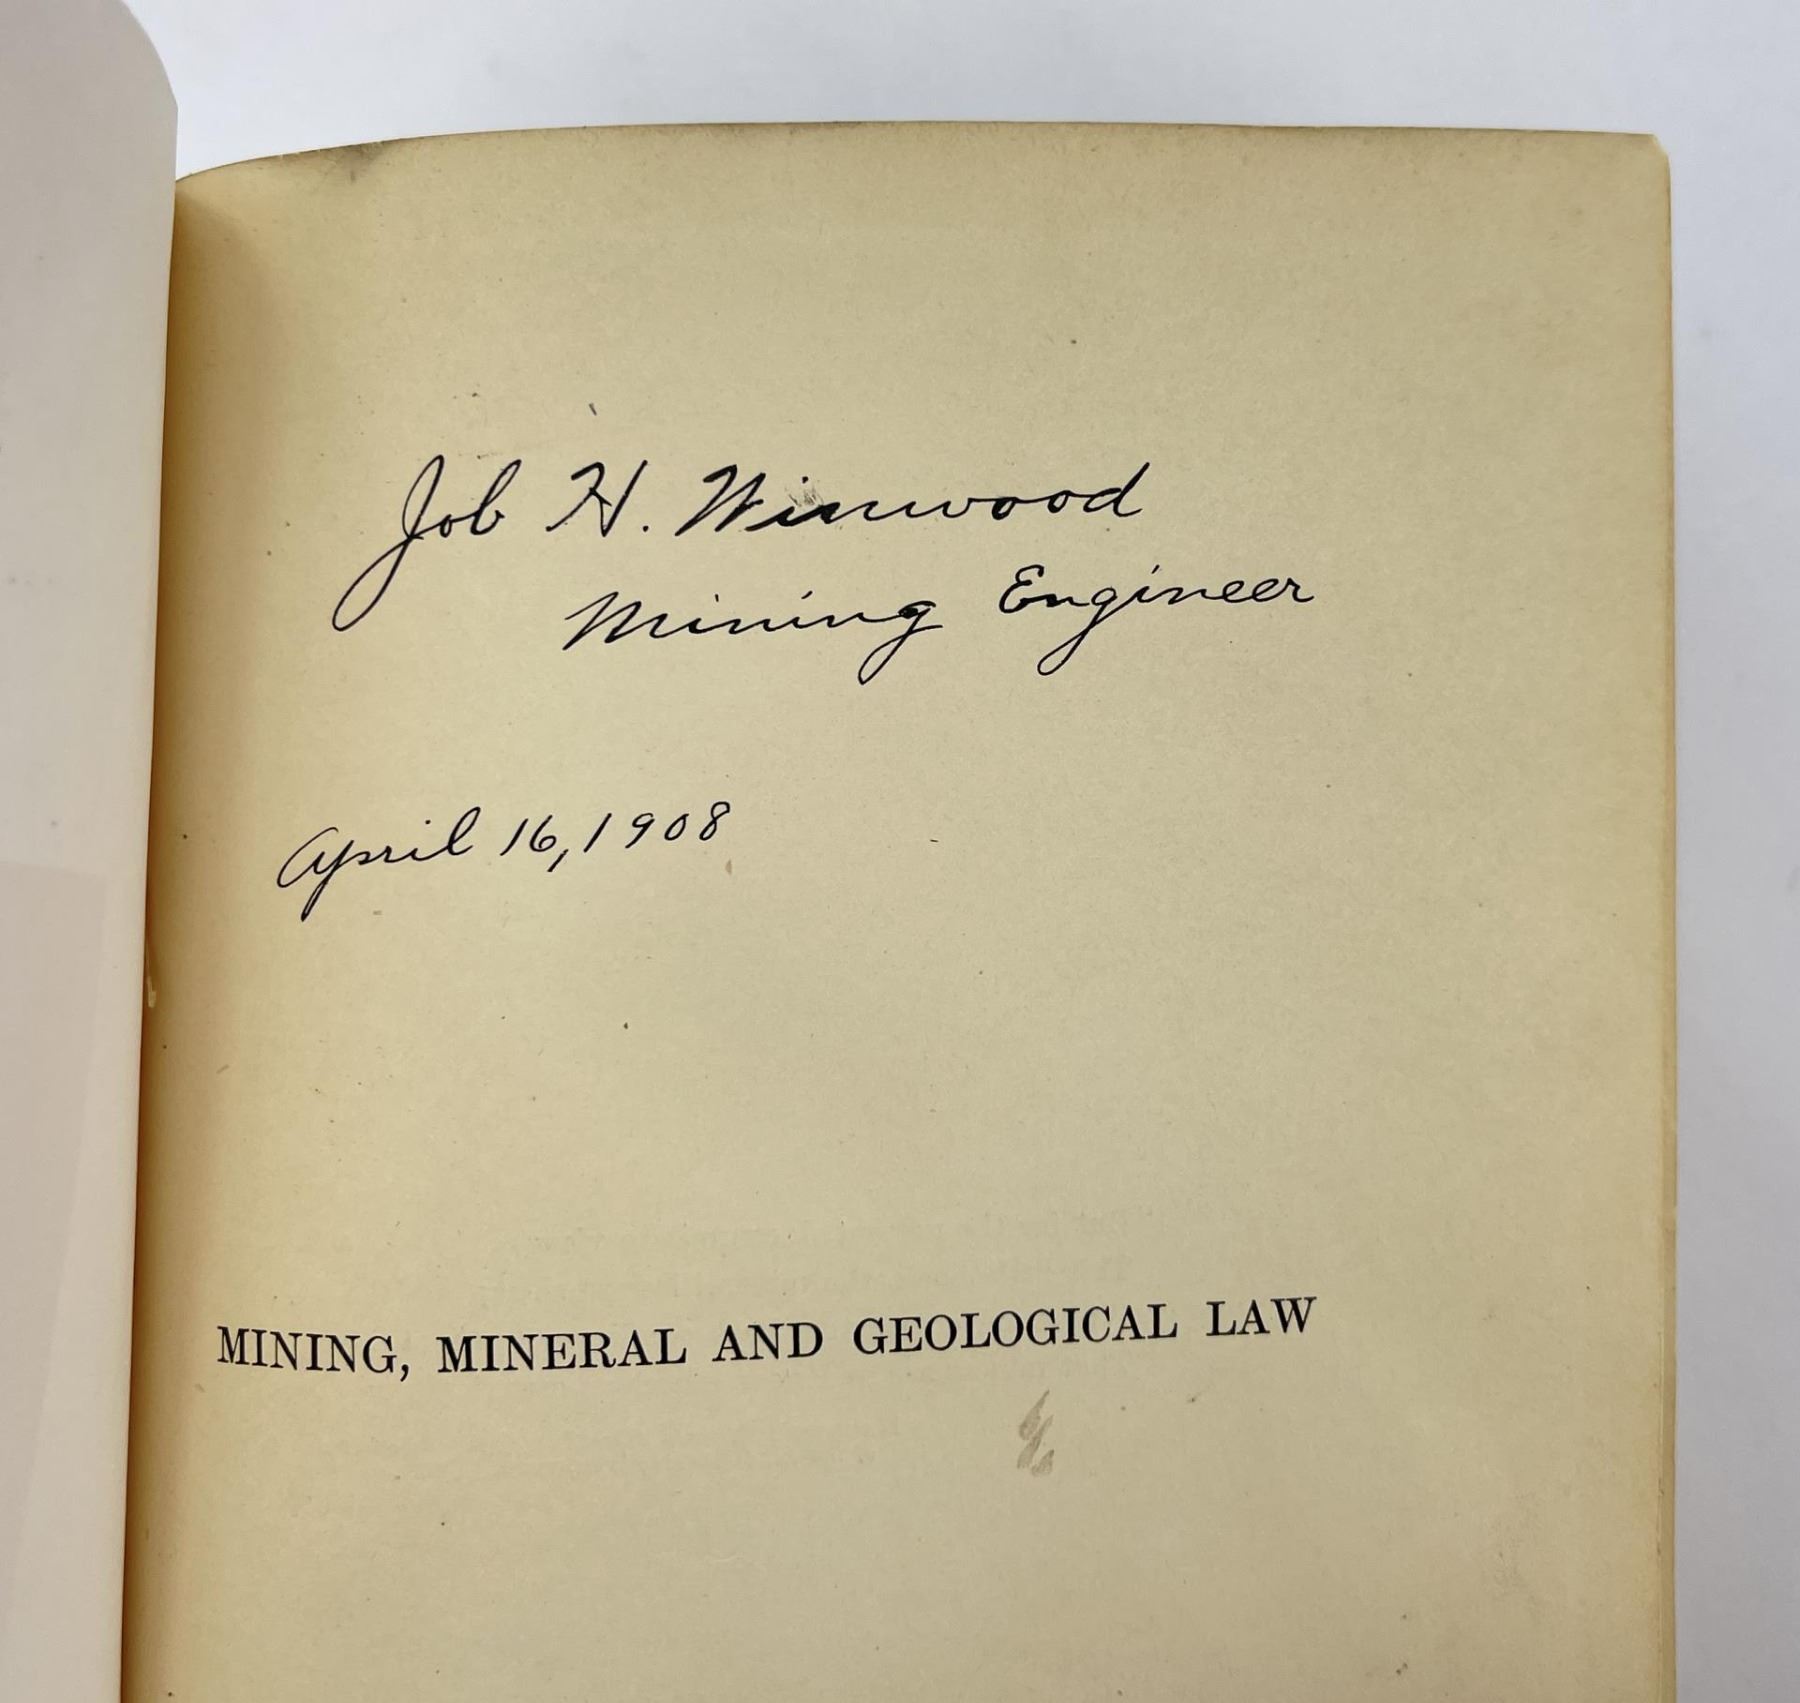 Job H. Winwood
Mining Engineer
April 16, 1908
MINING, MINERAL AND GEOLOGICAL LAW